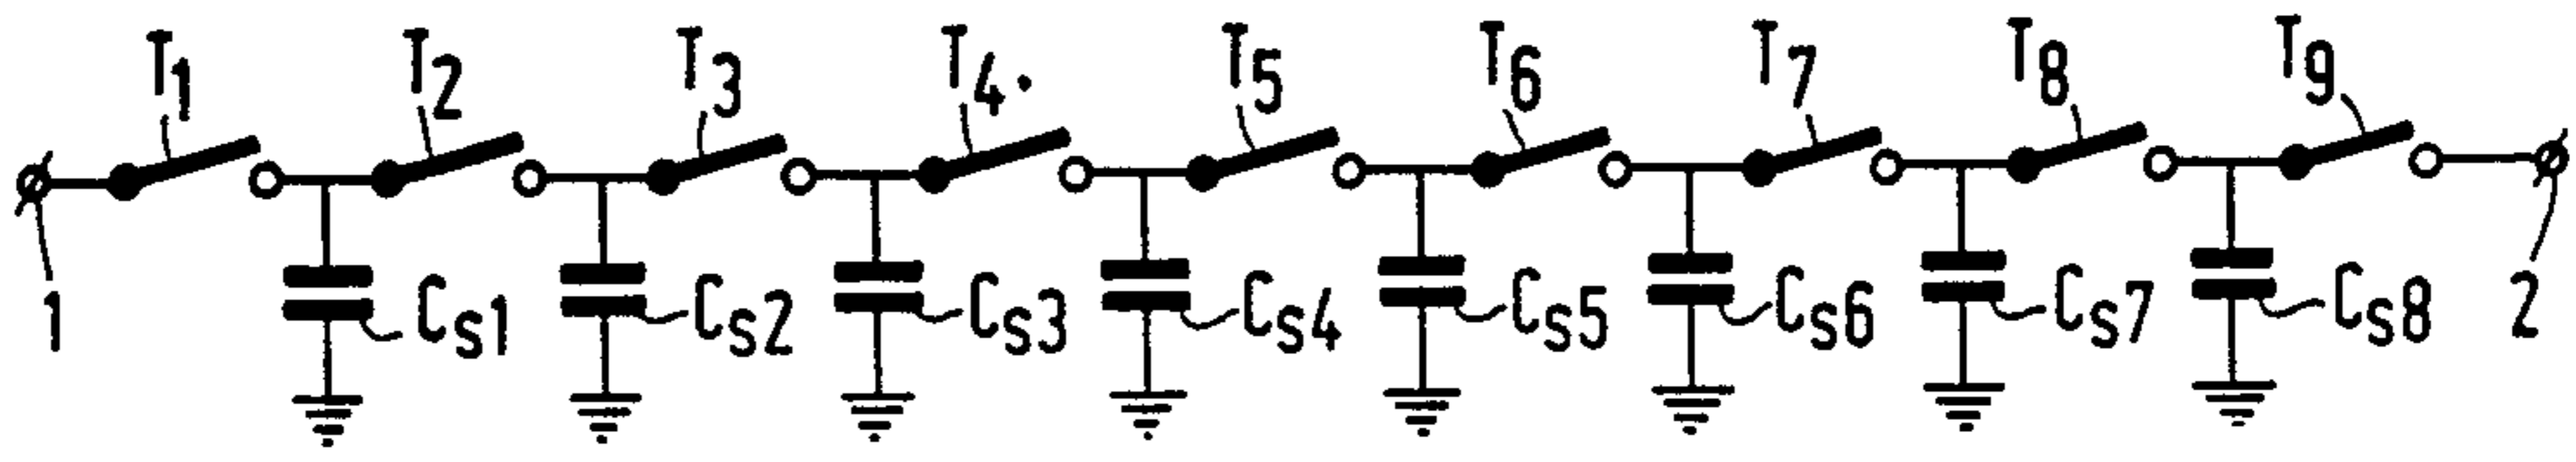 T1 T2 T3 T4. T5 T6 T7 T8 T9
1 Cs1 Cs2 Cs3 Cs4 Cs5 Cs6 Cs7 Cs8 2